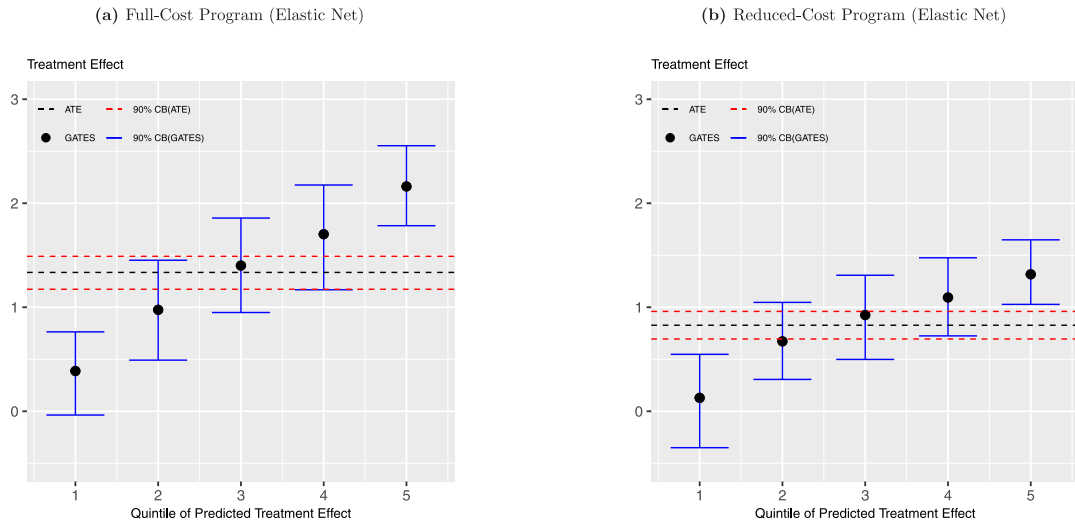 (a) Full-Cost Program (Elastic Net)
Treatment Effect
3
2
1
0
ATE
90% CB(ATE)
GATES
90% CB(GATES)
1 2 3 4 5
Quintile of Predicted Treatment Effect
(b) Reduced-Cost Program (Elastic Net)
Treatment Effect
3
2
1
0
ATE
90% CB(ATE)
GATES
90% CB(GATES)
1 2 3 4 5
Quintile of Predicted Treatment Effect